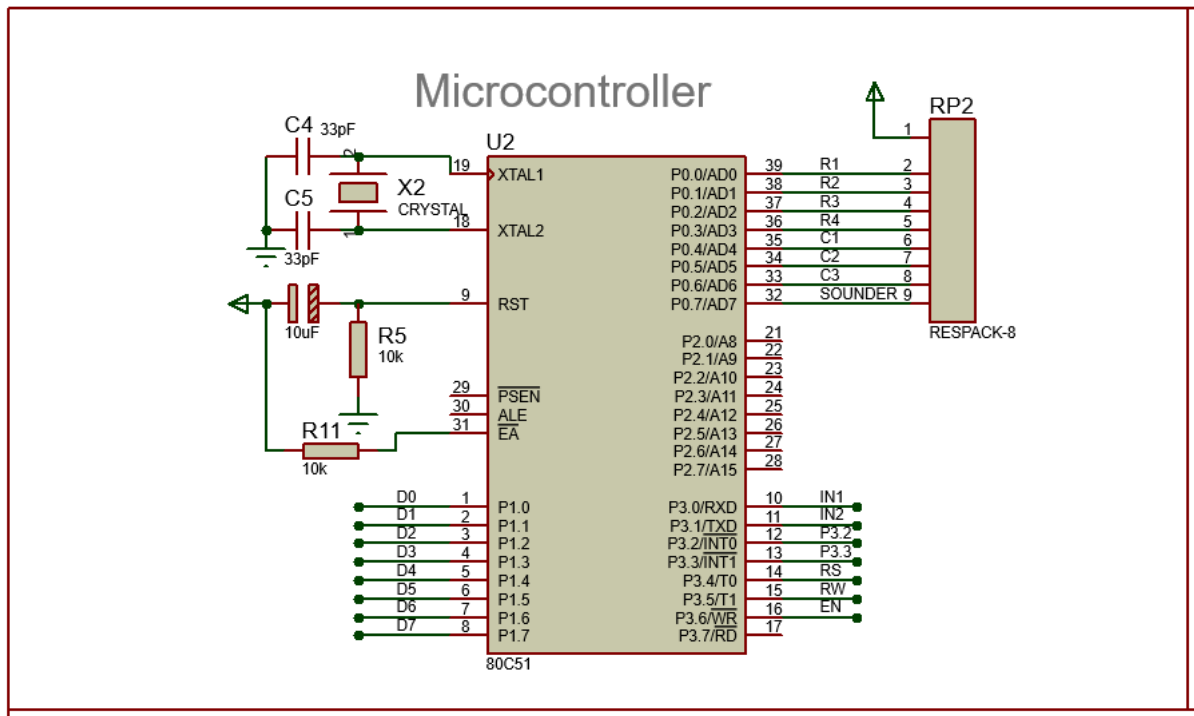 Microcontroller
C4 33pF
2
X2
CRYSTAL
C5
33pF
1
10uF
R5
10k
R11
10k
U2
19 XTAL1
18 XTAL2
9 RST
29 PSEN
30 ALE
31 EA
D0 1 P1.0
D1 2 P1.1
D2 3 P1.2
D3 4 P1.3
D4 5 P1.4
D5 6 P1.5
D6 7 P1.6
D7 8 P1.7
80C51
P0.0/AD0 39 R1 2
P0.1/AD1 38 R2 3
P0.2/AD2 37 R3 4
P0.3/AD3 36 R4 5
P0.4/AD4 35 C1 6
P0.5/AD5 34 C2 7
P0.6/AD6 33 C3 8
P0.7/AD7 32 SOUNDER 9
P2.0/A8 21
P2.1/A9 22
P2.2/A10 23
P2.3/A11 24
P2.4/A12 25
P2.5/A13 26
P2.6/A14 27
P2.7/A15 28
P3.0/RXD 10 IN1
P3.1/TXD 11 IN2
P3.2/INT0 12 P3.2
P3.3/INT1 13 P3.3
P3.4/T0 14 RS
P3.5/T1 15 RW
P3.6/WR 16 EN
P3.7/RD 17
RP2
1
RESPACK-8